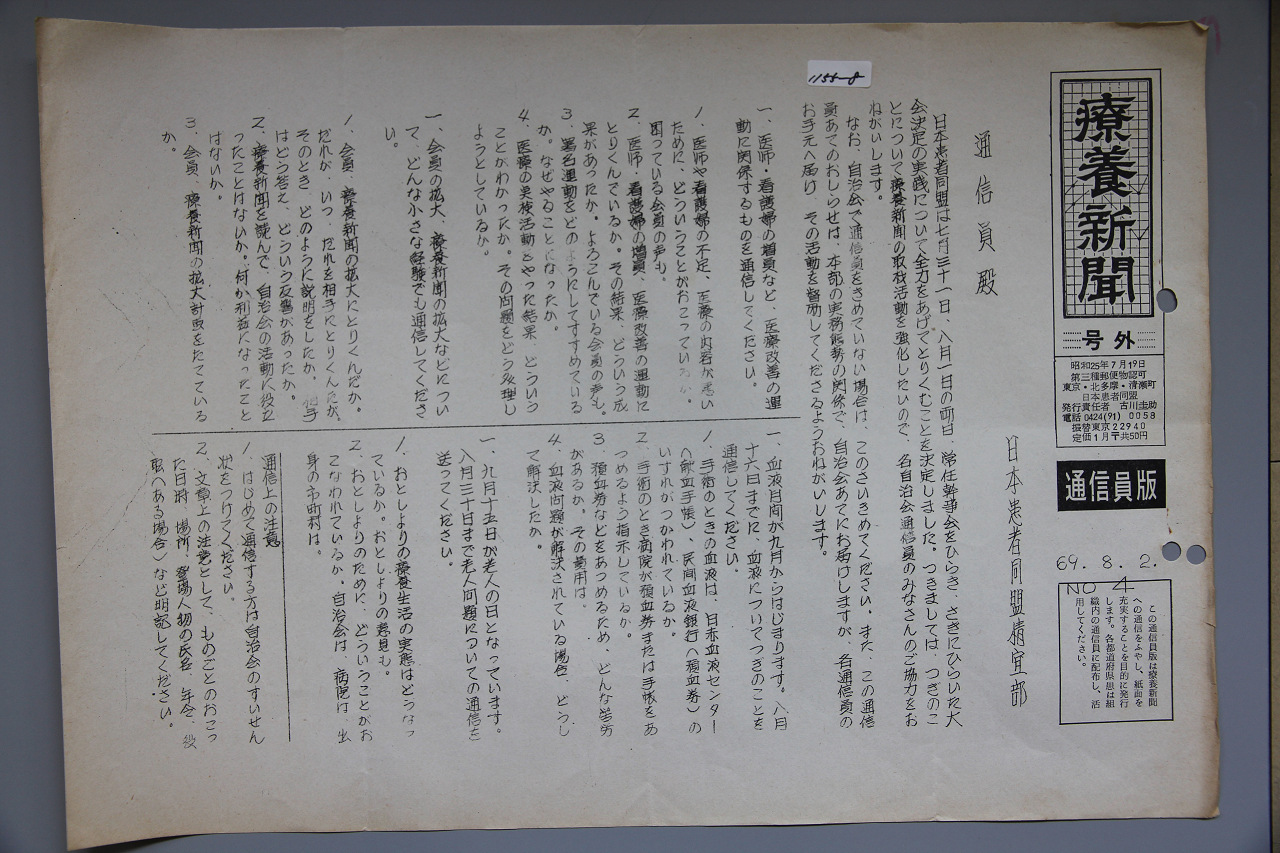 1155-8
療養新聞
号外
昭和25年7月19日
第三種郵便物認可
東京・北多摩・清瀬町
日本患者同盟
発行責任者 古川圭助
電話0424(91)0058
振替東京22940
定価1月〒共50円
通信員版
69.8.2.
NO 4
この通信員版は療養新聞
への通信をふやし、紙面を
充実することを目的に発行
します。各都道府県患は組
織内の通信員に配布し、活
用してください。
日本患者同盟情宣部
通信員殿
日本患者同盟は七月三十一日、八月一日の両日、常任幹事会をひらき、さきにひらいた大
会決定の実践について全力をあげてとりくむことを決定しました。つきましては、つぎのこ
とについて療養新聞の取材活動を強化したいので、各自治会通信員のみなさんのご協力をお
ねがいします。
なお、自治会で通信員をきめていない場合は、このさいきめてください。また、この通信
員あてのおしらせは、本部の実務態勢の関係で、自治会あてにお届けしますが、各通信員の
お手元へ届け、その活動を督励してくださるようおねがいします。
一、医師・看護婦の増員など、医療改善の運
動に関係するものを通信してください。
1、医師や看護婦の不足、医療の内容が悪い
ために、どういうことがおこっているか。
困っている会員の声も。
2、医師・看護婦の増員、医療改善の運動に
とりくんでいるか。その結果、どういう成
果があったか。よろこんでいる会員の声も。
3、署名運動をどのようにしてすすめている
か。なぜやることになったか。
4、医療の実技活動をやった結果、どういう
ことがわかったか。その問題をどう処理し
ようとしているか。
一、会員の拡大、療養新聞の拡大などについ
て、どんな小さな経験でも通信してくださ
い。
1、会員、療養新聞の拡大にとりくんだか。
だれが、いつ、だれを相手にとりくんだか。
そのとき、どのように説明をしたか。相手
はどう答え、どういう反響があったか。
2、療養新聞を読んで、自治会の活動に役立
ったことはないか。何か利益になったこと
はないか。
3、会員、療養新聞の拡大計画をたてている
か。
一、血液月間が九月からはじまります。八月
十六日までに、血液についてつぎのことを
通信してください。
1、手術のときの血液は、日本血液センター
(献血手帳)、民間血液銀行(預血券)の
いずれがつかわれているか。
2、手術のとき病院が預血券または手帳をあ
つめるよう指示しているか。
3、預血券などをあつめるため、どんな苦労
があるか、その費用は。
4、血液問題が解決されている場合、どうし
て解決したか。
一、九月十五日が老人の日となっています。
八月三十日まで老人問題についての通信を
送ってください。
1、おとしよりの療養生活の実態はどうなっ
ているか。おとしよりの意見も。
2、おとしよりのために、どういうことがお
こなわれているか。自治会は、病院は、出
身の市町村は。
通信上の注意
1、はじめて通信する方は自治会のすいせん
状をつけてください。
2、文章上の注意として、ものごとのおこっ
た日時、場所、登場人物の氏名、年令、役
职(ある場合)など明記してください。